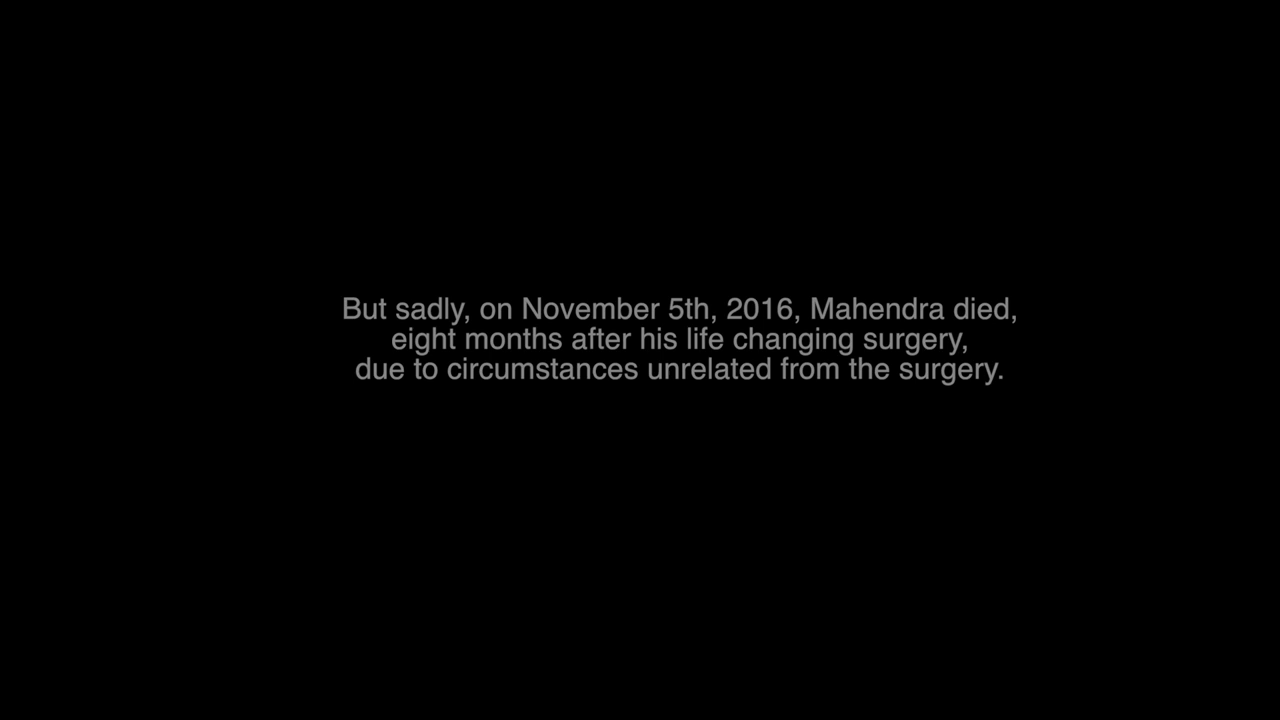 But sadly, on November 5th, 2016, Mahendra died,
eight months after his life changing surgery,
due to circumstances unrelated from the surgery.